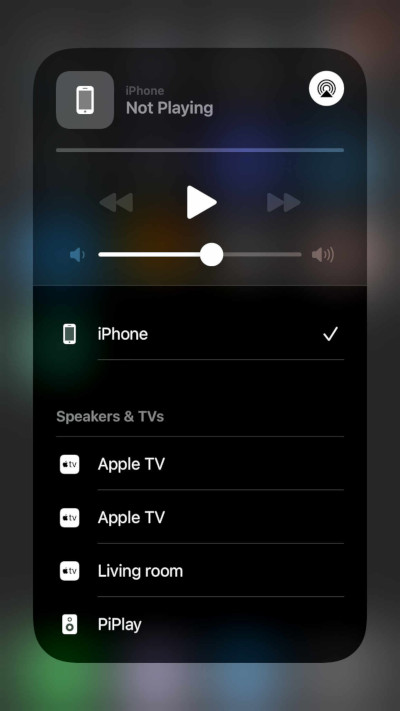 iPhone
Not Playing
iPhone
Speakers & TVs
tv Apple TV
tv Apple TV
tv Living room
PiPlay